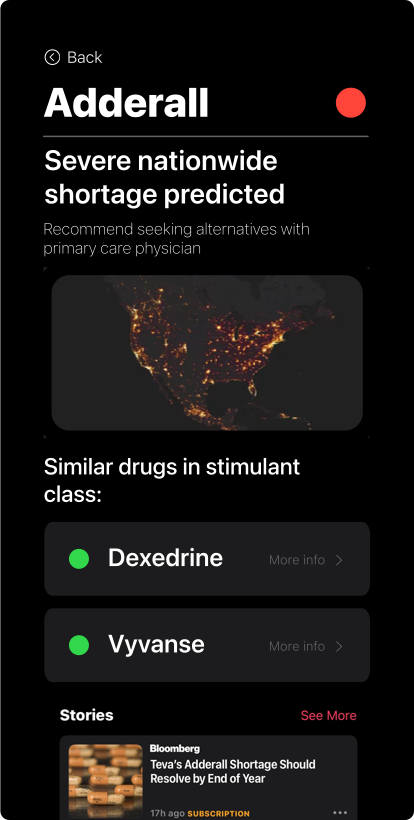 Back
Adderall
Severe nationwide
shortage predicted
Recommend seeking alternatives with
primary care physician
Similar drugs in stimulant
class:
Dexedrine More info
Vyvanse More info
Stories See More
Bloomberg
Teva's Adderall Shortage Should
Resolve by End of Year
17h ago SUBSCRIPTION